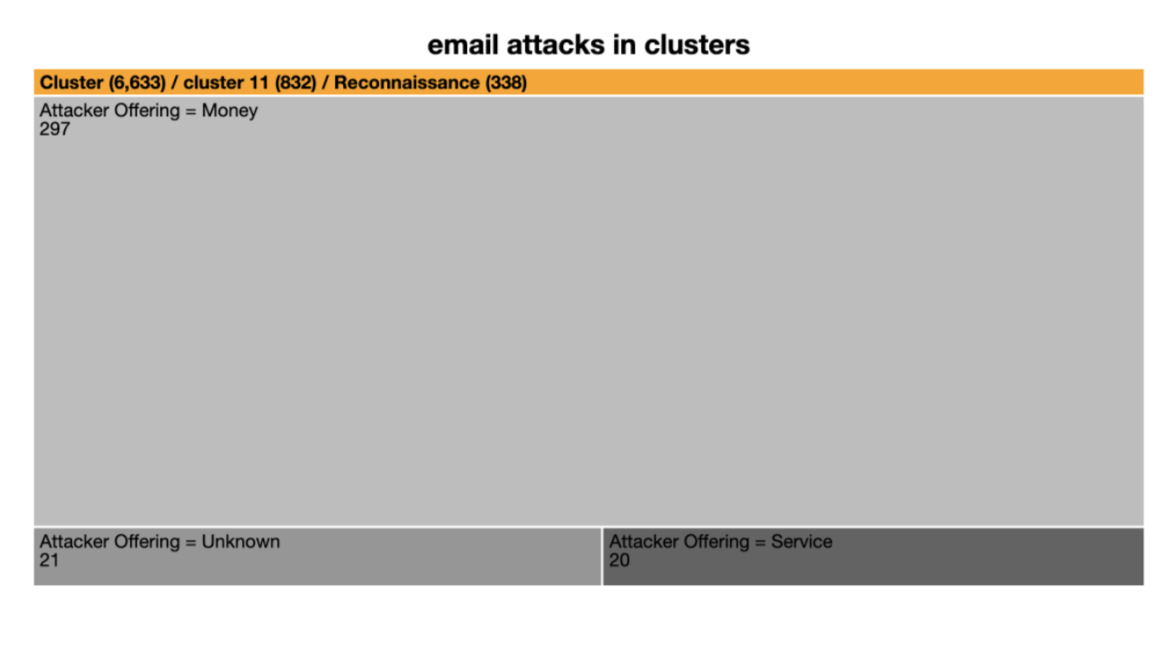 email attacks in clusters
Cluster (6,633) / cluster 11 (832) / Reconnaissance (338)
Attacker Offering = Money
297
Attacker Offering = Unknown
21
Attacker Offering = Service
20